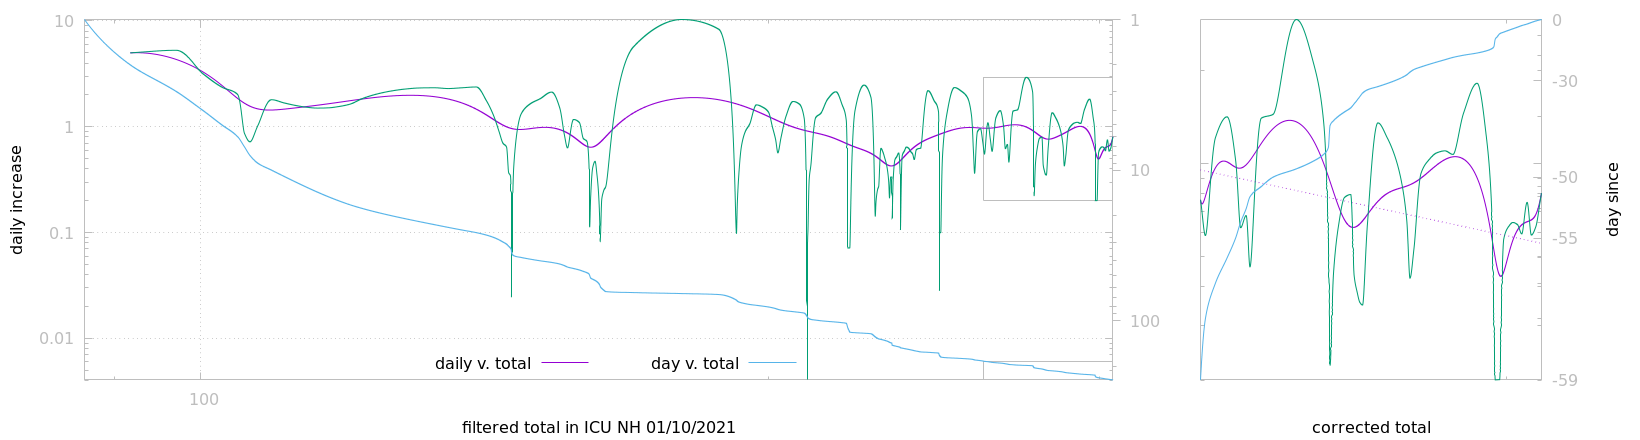 10
1
0.1
0.01
daily increase
100
filtered total in ICU NH 01/10/2021
daily v. total
day v. total
1
10
100
0
-30
-50
-55
-59
day since
corrected total